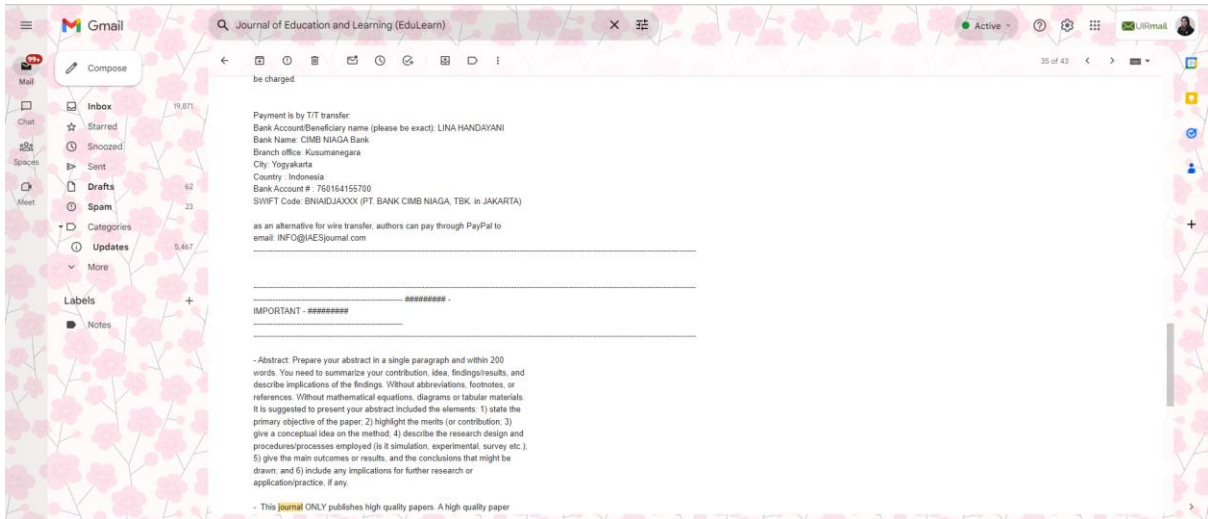 Gmail
Journal of Education and Learning (EduLearn)
Active
UIRmail
99+
Mail
Compose
35 of 43
Chat
Spaces
Meet
Inbox 19,871
Starred
Snoozed
Sent
Drafts 62
Spam 23
Categories
Updates 5,467
More
Labels
Notes
be charged.
Payment is by T/T transfer:
Bank Account/Beneficiary name (please be exact): LINA HANDAYANI
Bank Name: CIMB NIAGA Bank
Branch office: Kusumanegara
City: Yogyakarta
Country : Indonesia
Bank Account # : 760164155700
SWIFT Code: BNIAIDJAXXX (PT. BANK CIMB NIAGA, TBK. in JAKARTA)
as an alternative for wire transfer, authors can pay through PayPal to
email: INFO@IAESjournal.com
######### -
IMPORTANT - #########
- Abstract: Prepare your abstract in a single paragraph and within 200
words. You need to summarize your contribution, idea, findings/results, and
describe implications of the findings. Without abbreviations, footnotes, or
references. Without mathematical equations, diagrams or tabular materials.
It is suggested to present your abstract included the elements: 1) state the
primary objective of the paper; 2) highlight the merits (or contribution; 3)
give a conceptual idea on the method; 4) describe the research design and
procedures/processes employed (is it simulation, experimental, survey etc.);
5) give the main outcomes or results, and the conclusions that might be
drawn; and 6) include any implications for further research or
application/practice, if any.
- This journal ONLY publishes high quality papers. A high quality paper